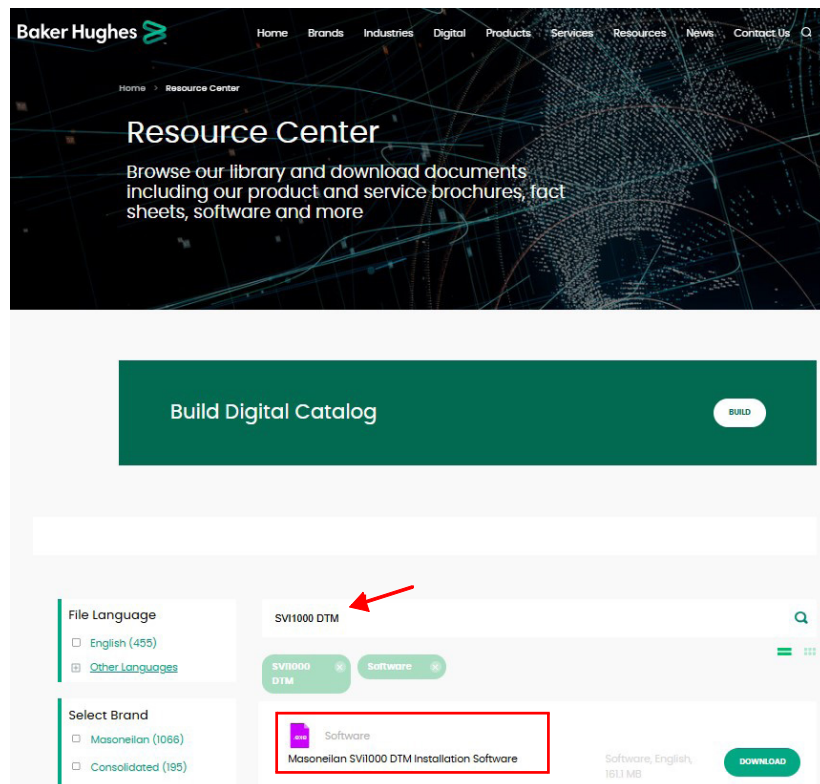 Baker Hughes
Home Brands Industries Digital Products Services Resources News Contact Us
Home > Resource Center
Resource Center
Browse our library and download documents
including our product and service brochures, fact
sheets, software and more
Build Digital Catalog
BUILD
File Language
English (455)
Other Languages
Select Brand
Masoneilan (1066)
Consolidated (195)
SVI1000 DTM
SVI1000
DTM
Software
exe
Software
Masoneilan SVi1000 DTM Installation Software
Software, English,
161.1 MB
DOWNLOAD